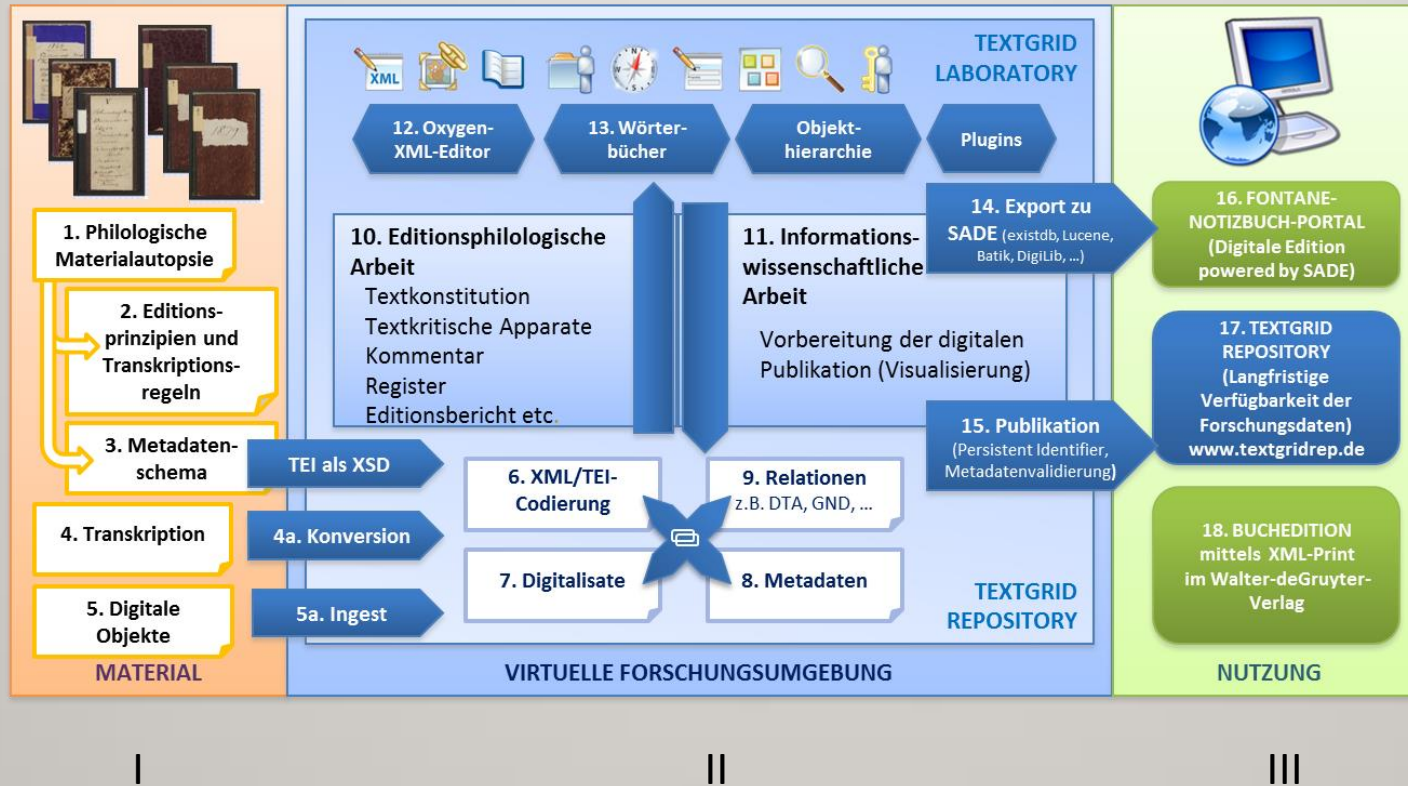 1. Philologische
Materialautopsie
2. Editions-
prinzipien und
Transkriptions-
regeln
3. Metadaten-
schema
4. Transkription
5. Digitale
Objekte
MATERIAL
TEI als XSD
4a. Konversion
5a. Ingest
XML
TEXTGRID
LABORATORY
12. Oxygen-
XML-Editor
13. Wörter-
bücher
Objekt-
hierarchie
Plugins
10. Editionsphilologische
Arbeit
Textkonstitution
Textkritische Apparate
Kommentar
Register
Editionsbericht etc.
11. Informations-
wissenschaftliche
Arbeit
Vorbereitung der digitalen
Publikation (Visualisierung)
6. XML/TEI-
Codierung
9. Relationen
z.B. DTA, GND, ...
7. Digitalisate
8. Metadaten
TEXTGRID
REPOSITORY
VIRTUELLE FORSCHUNGSUMGEBUNG
14. Export zu
SADE (existdb, Lucene,
Batik, DigiLib, ...)
15. Publikation
(Persistent Identifier,
Metadatenvalidierung)
16. FONTANE-
NOTIZBUCH-PORTAL
(Digitale Edition
powered by SADE)
17. TEXTGRID
REPOSITORY
(Langfristige
Verfügbarkeit der
Forschungsdaten)
www.textgridrep.de
18. BUCHEDITION
mittels XML-Print
im Walter-deGruyter-
Verlag
NUTZUNG
I
II
III